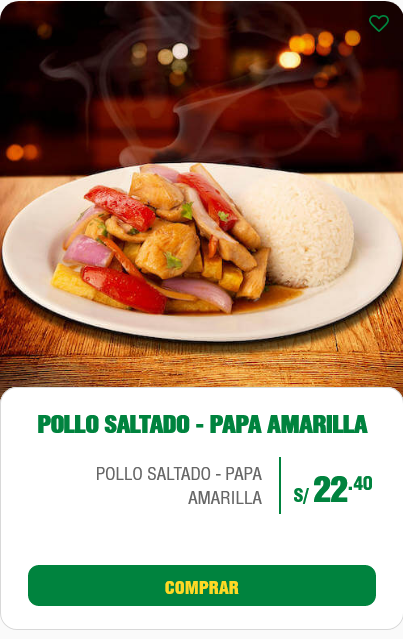 POLLO SALTADO - PAPA AMARILLA
POLLO SALTADO - PAPA
AMARILLA
S/ 22.40
COMPRAR